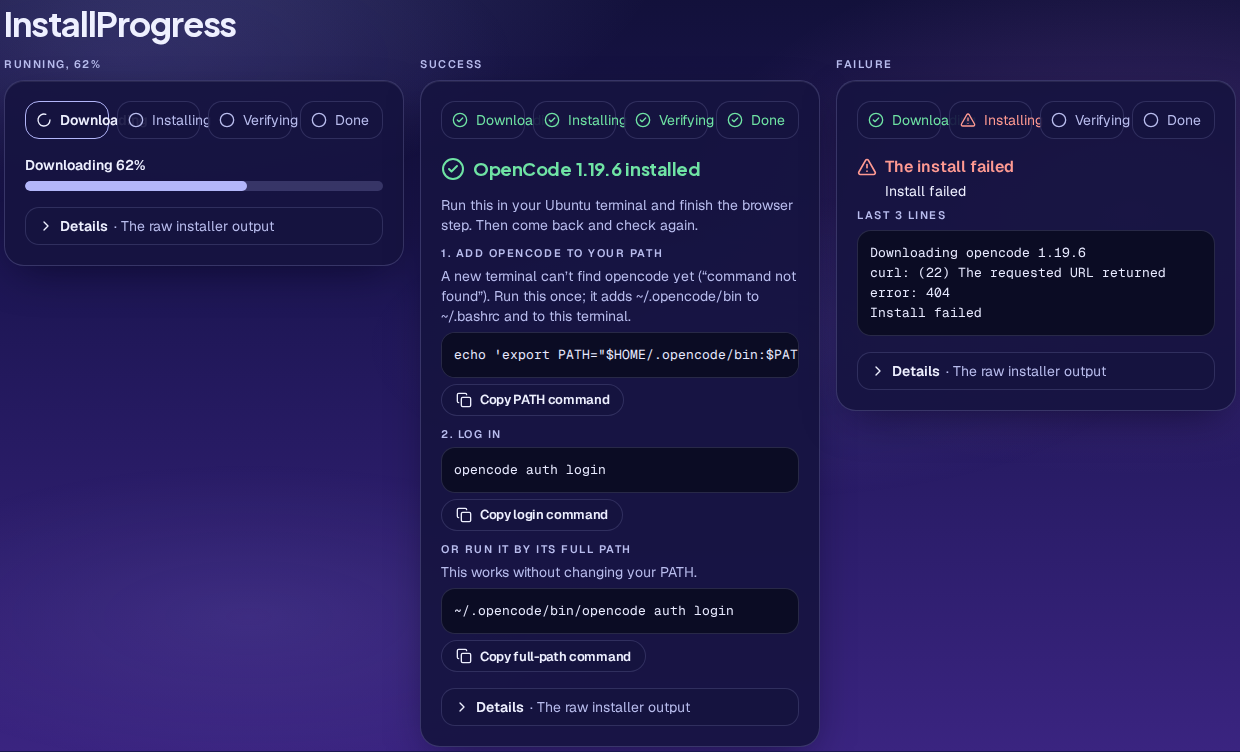 InstallProgress
RUNNING, 62%
Downloa
Installing
Verifying
Done
Downloading 62%
Details · The raw installer output
SUCCESS
Downloa
Installing
Verifying
Done
OpenCode 1.19.6 installed
Run this in your Ubuntu terminal and finish the browser
step. Then come back and check again.
1. ADD OPENCODE TO YOUR PATH
A new terminal can’t find opencode yet (“command not
found”). Run this once; it adds ~/.opencode/bin to
~/.bashrc and to this terminal.
echo 'export PATH="$HOME/.opencode/bin:$PAT
Copy PATH command
2. LOG IN
opencode auth login
Copy login command
OR RUN IT BY ITS FULL PATH
This works without changing your PATH.
~/.opencode/bin/opencode auth login
Copy full-path command
Details · The raw installer output
FAILURE
Downloa
Installing
Verifying
Done
The install failed
Install failed
LAST 3 LINES
Downloading opencode 1.19.6
curl: (22) The requested URL returned
error: 404
Install failed
Details · The raw installer output